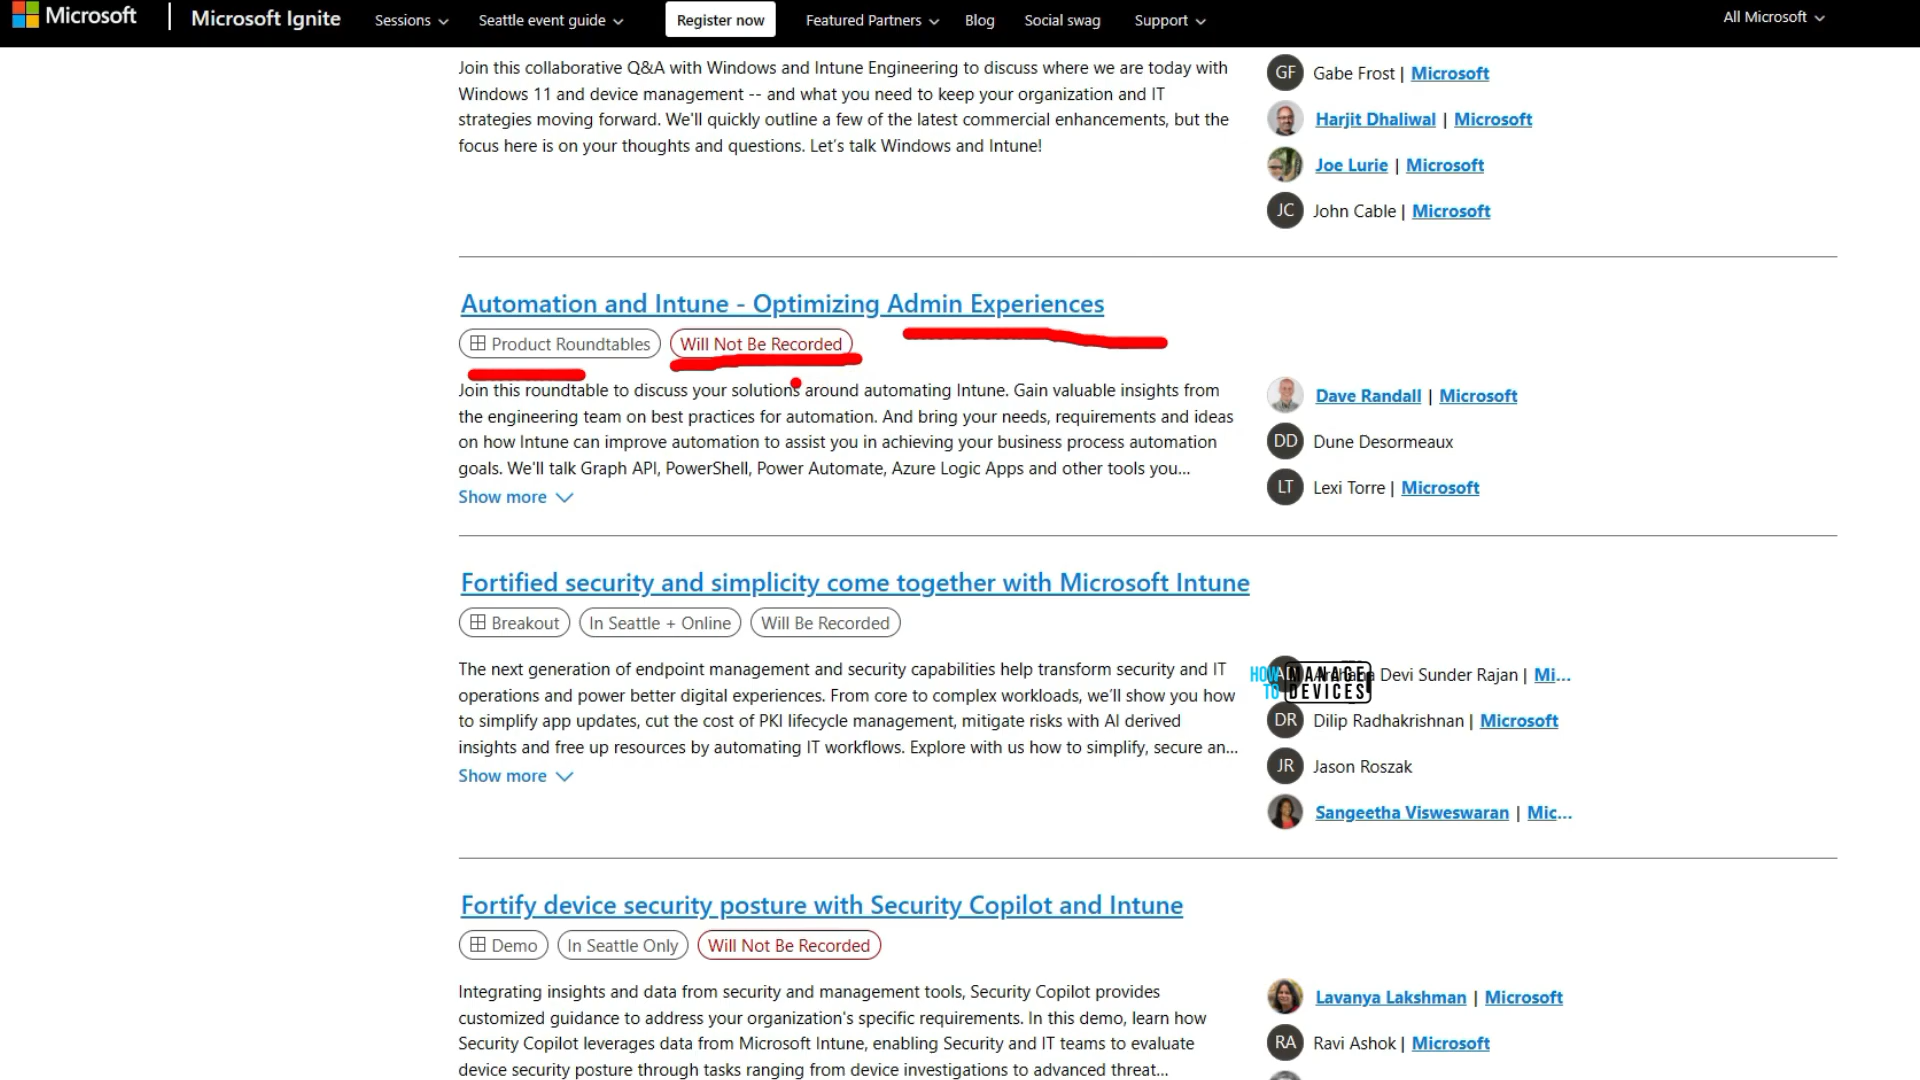 Microsoft
Microsoft Ignite
Sessions
Seattle event guide
Register now
Featured Partners
Blog
Social swag
Support
All Microsoft
Join this collaborative Q&A with Windows and Intune Engineering to discuss where we are today with
Windows 11 and device management -- and what you need to keep your organization and IT
strategies moving forward. We'll quickly outline a few of the latest commercial enhancements, but the
focus here is on your thoughts and questions. Let's talk Windows and Intune!
GF Gabe Frost | Microsoft
Harjit Dhaliwal | Microsoft
Joe Lurie | Microsoft
JC John Cable | Microsoft
Automation and Intune - Optimizing Admin Experiences
Product Roundtables
Will Not Be Recorded
Join this roundtable to discuss your solutions around automating Intune. Gain valuable insights from
the engineering team on best practices for automation. And bring your needs, requirements and ideas
on how Intune can improve automation to assist you in achieving your business process automation
goals. We'll talk Graph API, PowerShell, Power Automate, Azure Logic Apps and other tools you...
Show more
Dave Randall | Microsoft
DD Dune Desormeaux
LT Lexi Torre | Microsoft
Fortified security and simplicity come together with Microsoft Intune
Breakout
In Seattle + Online
Will Be Recorded
The next generation of endpoint management and security capabilities help transform security and IT
operations and power better digital experiences. From core to complex workloads, we'll show you how
to simplify app updates, cut the cost of PKI lifecycle management, mitigate risks with AI derived
insights and free up resources by automating IT workflows. Explore with us how to simplify, secure an...
Show more
HOW TO MANAGE DEVICES
Devi Sunder Rajan | Mi...
DR Dilip Radhakrishnan | Microsoft
JR Jason Roszak
Sangeetha Visweswaran | Mic...
Fortify device security posture with Security Copilot and Intune
Demo
In Seattle Only
Will Not Be Recorded
Integrating insights and data from security and management tools, Security Copilot provides
customized guidance to address your organization's specific requirements. In this demo, learn how
Security Copilot leverages data from Microsoft Intune, enabling Security and IT teams to evaluate
device security posture through tasks ranging from device investigations to advanced threat...
Lavanya Lakshman | Microsoft
RA Ravi Ashok | Microsoft